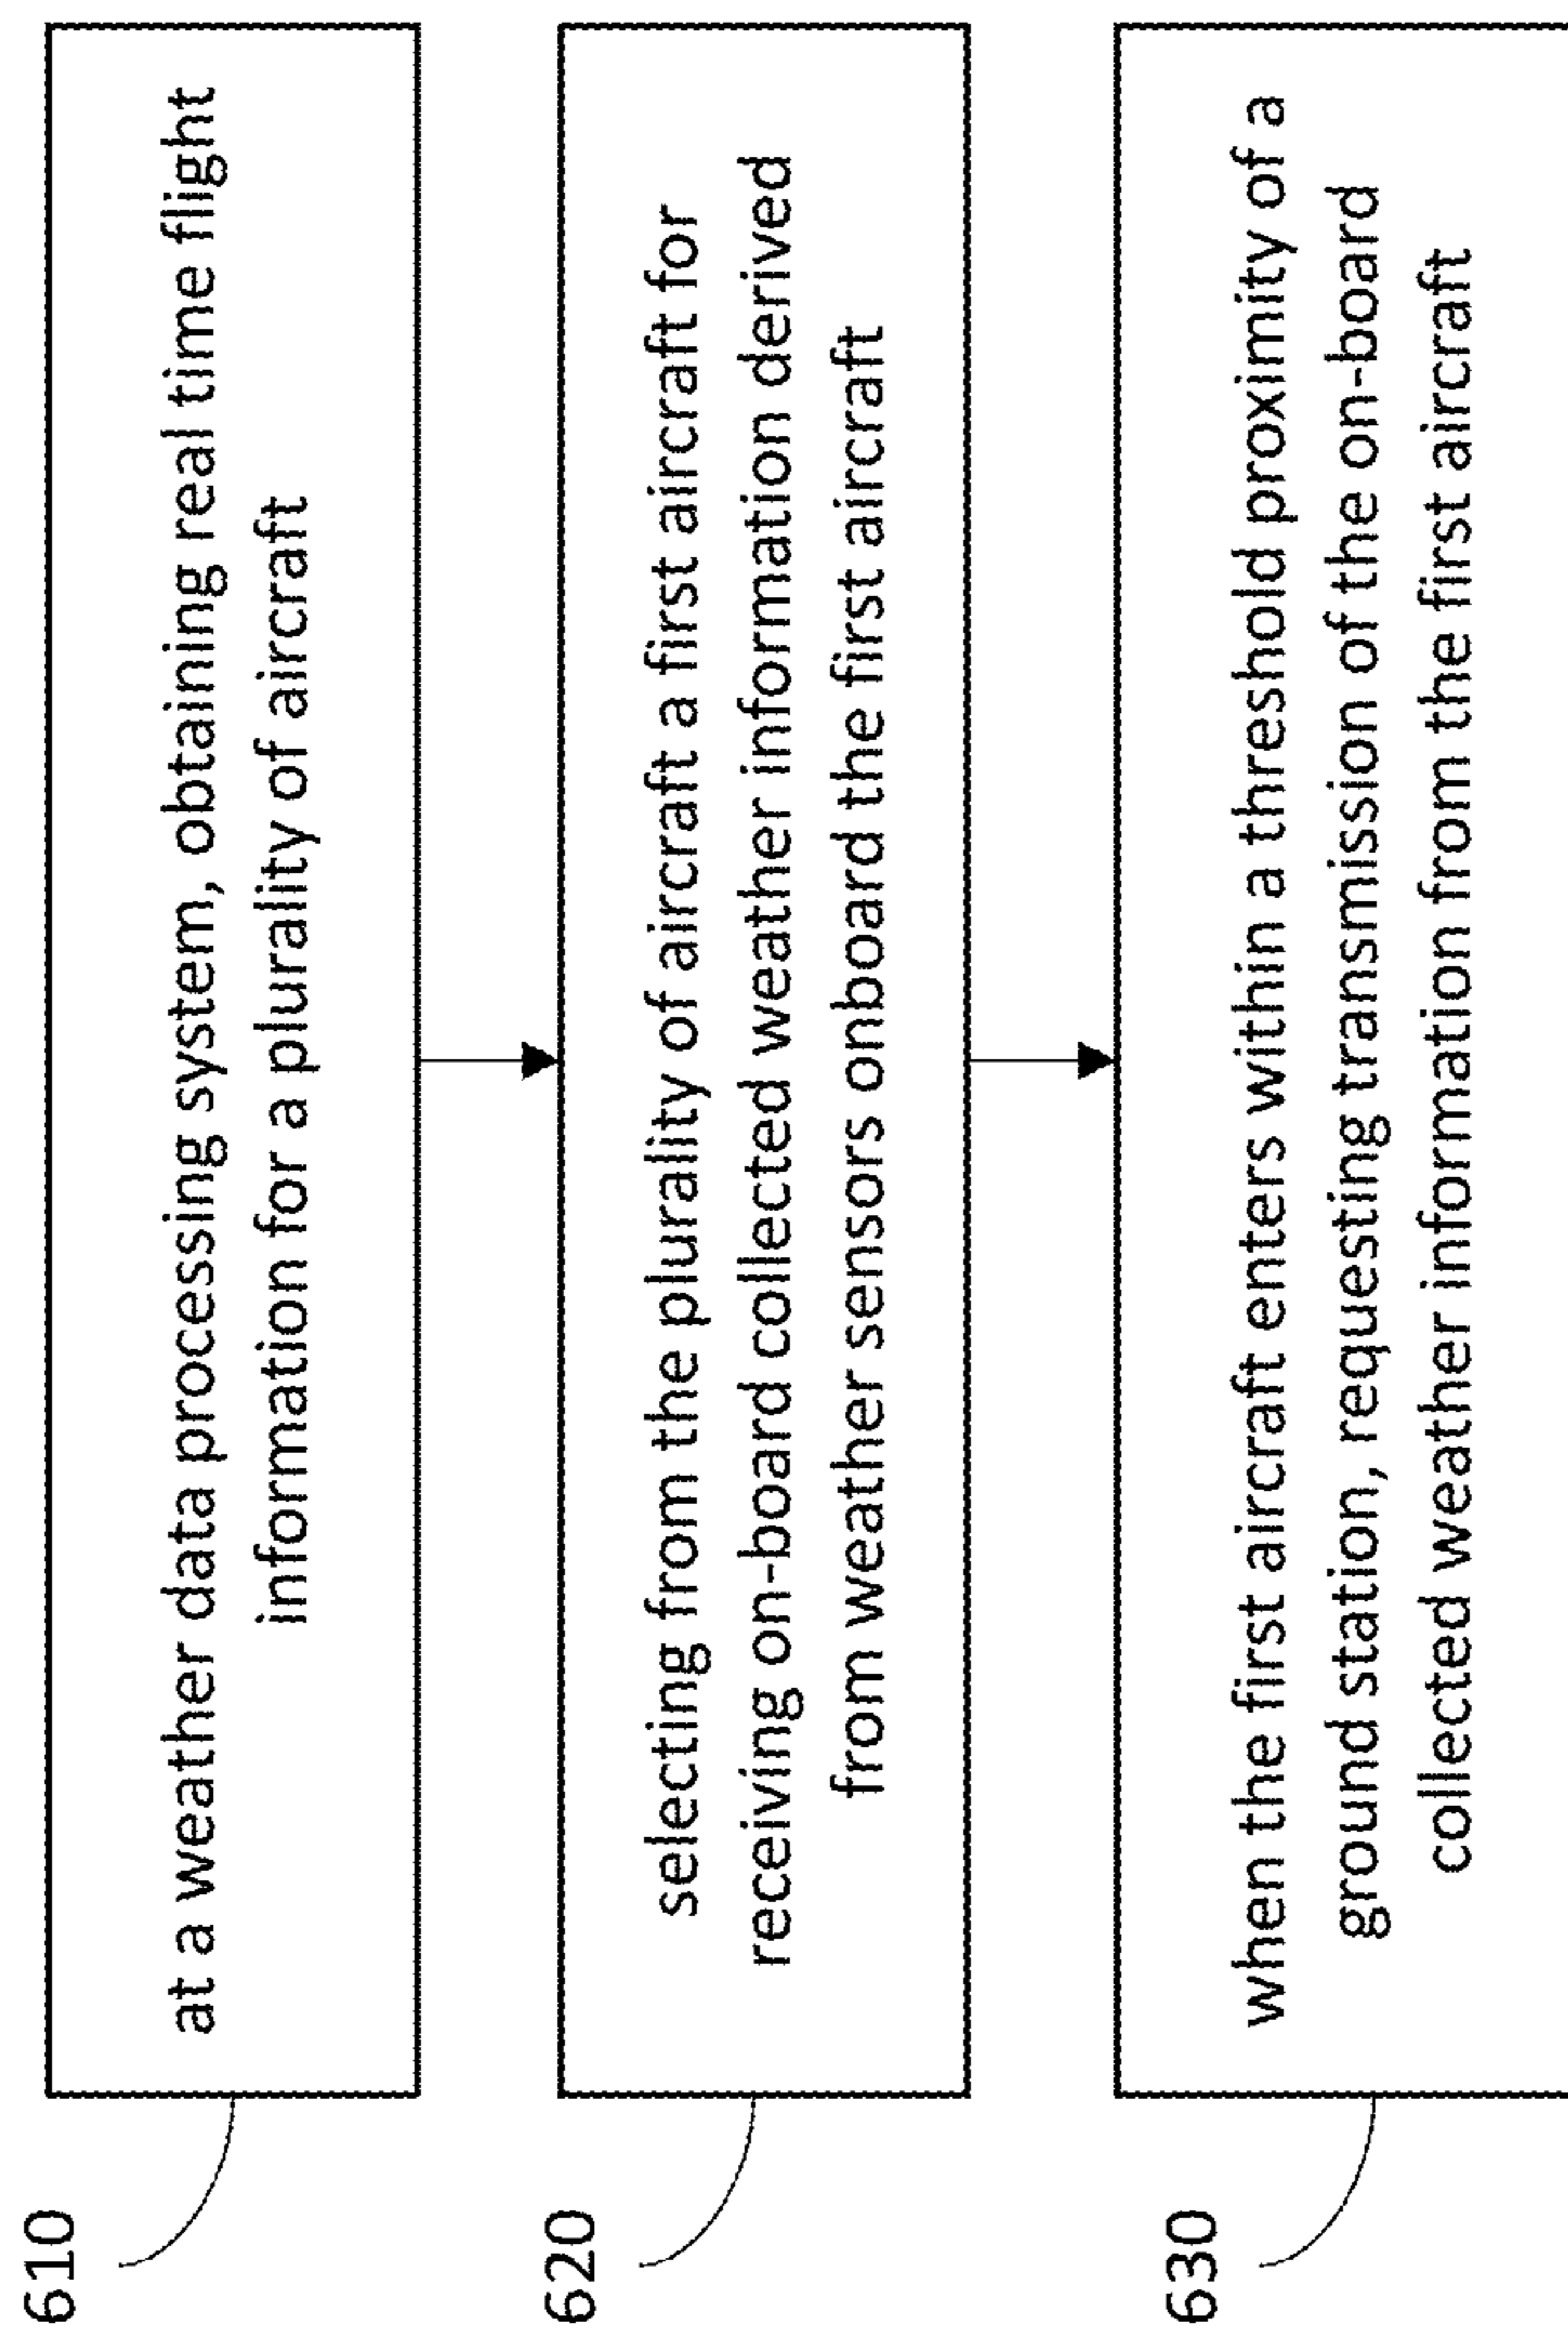 610
at a weather data processing system, obtaining real time flight
information for a plurality of aircraft
620
selecting from the plurality of aircraft a first aircraft for
receiving on-board collected weather information derived
from weather sensors onboard the first aircraft
630
when the first aircraft enters within a threshold proximity of a
ground station, requesting transmission of the on-board
collected weather information from the first aircraft